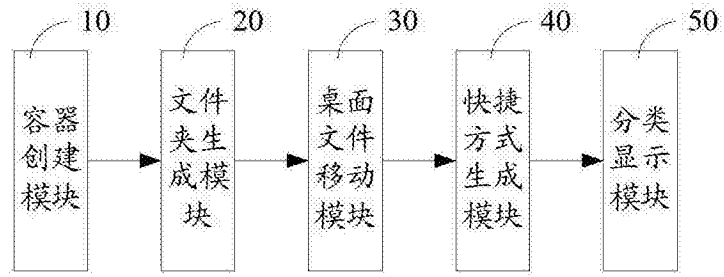 10
20
30
40
50
容器
创建
模块
文件
夹生
成模
块
桌面
文件
移动
模块
快捷
方式
生成
模块
分类
显示
模块